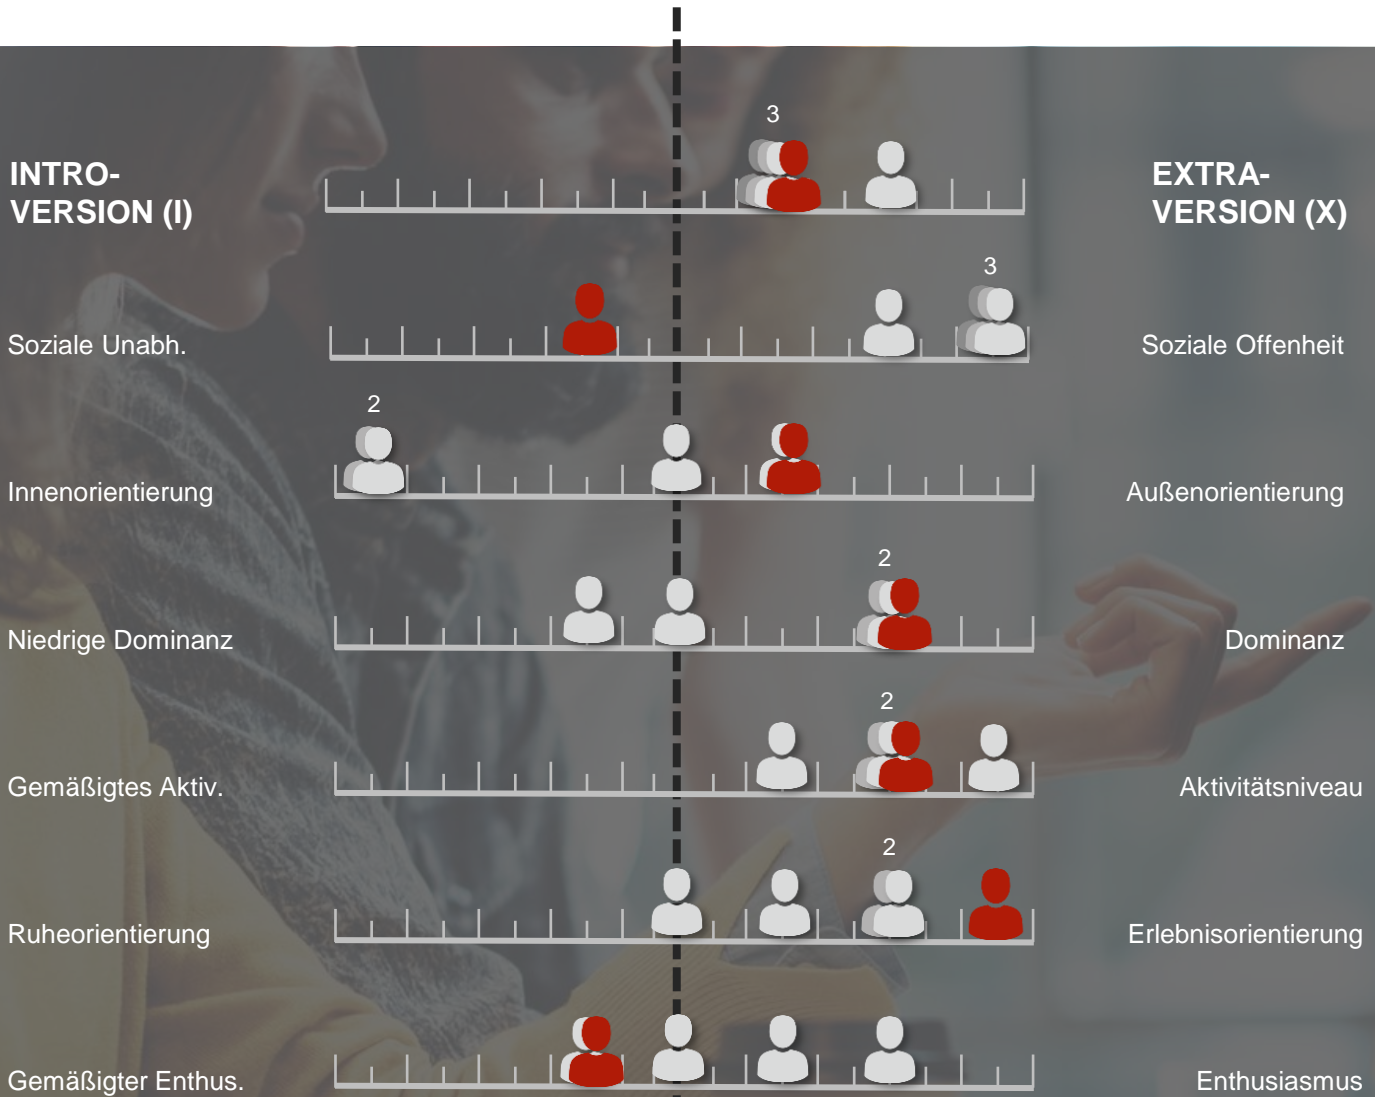 3
INTRO-
VERSION (I)
EXTRA-
VERSION (X)
3
Soziale Unabh.
Soziale Offenheit
2
Innenorientierung
Außenorientierung
2
Niedrige Dominanz
Dominanz
2
Gemäßigtes Aktiv.
Aktivitätsniveau
2
Ruheorientierung
Erlebnisorientierung
Gemäßigter Enthus.
Enthusiasmus